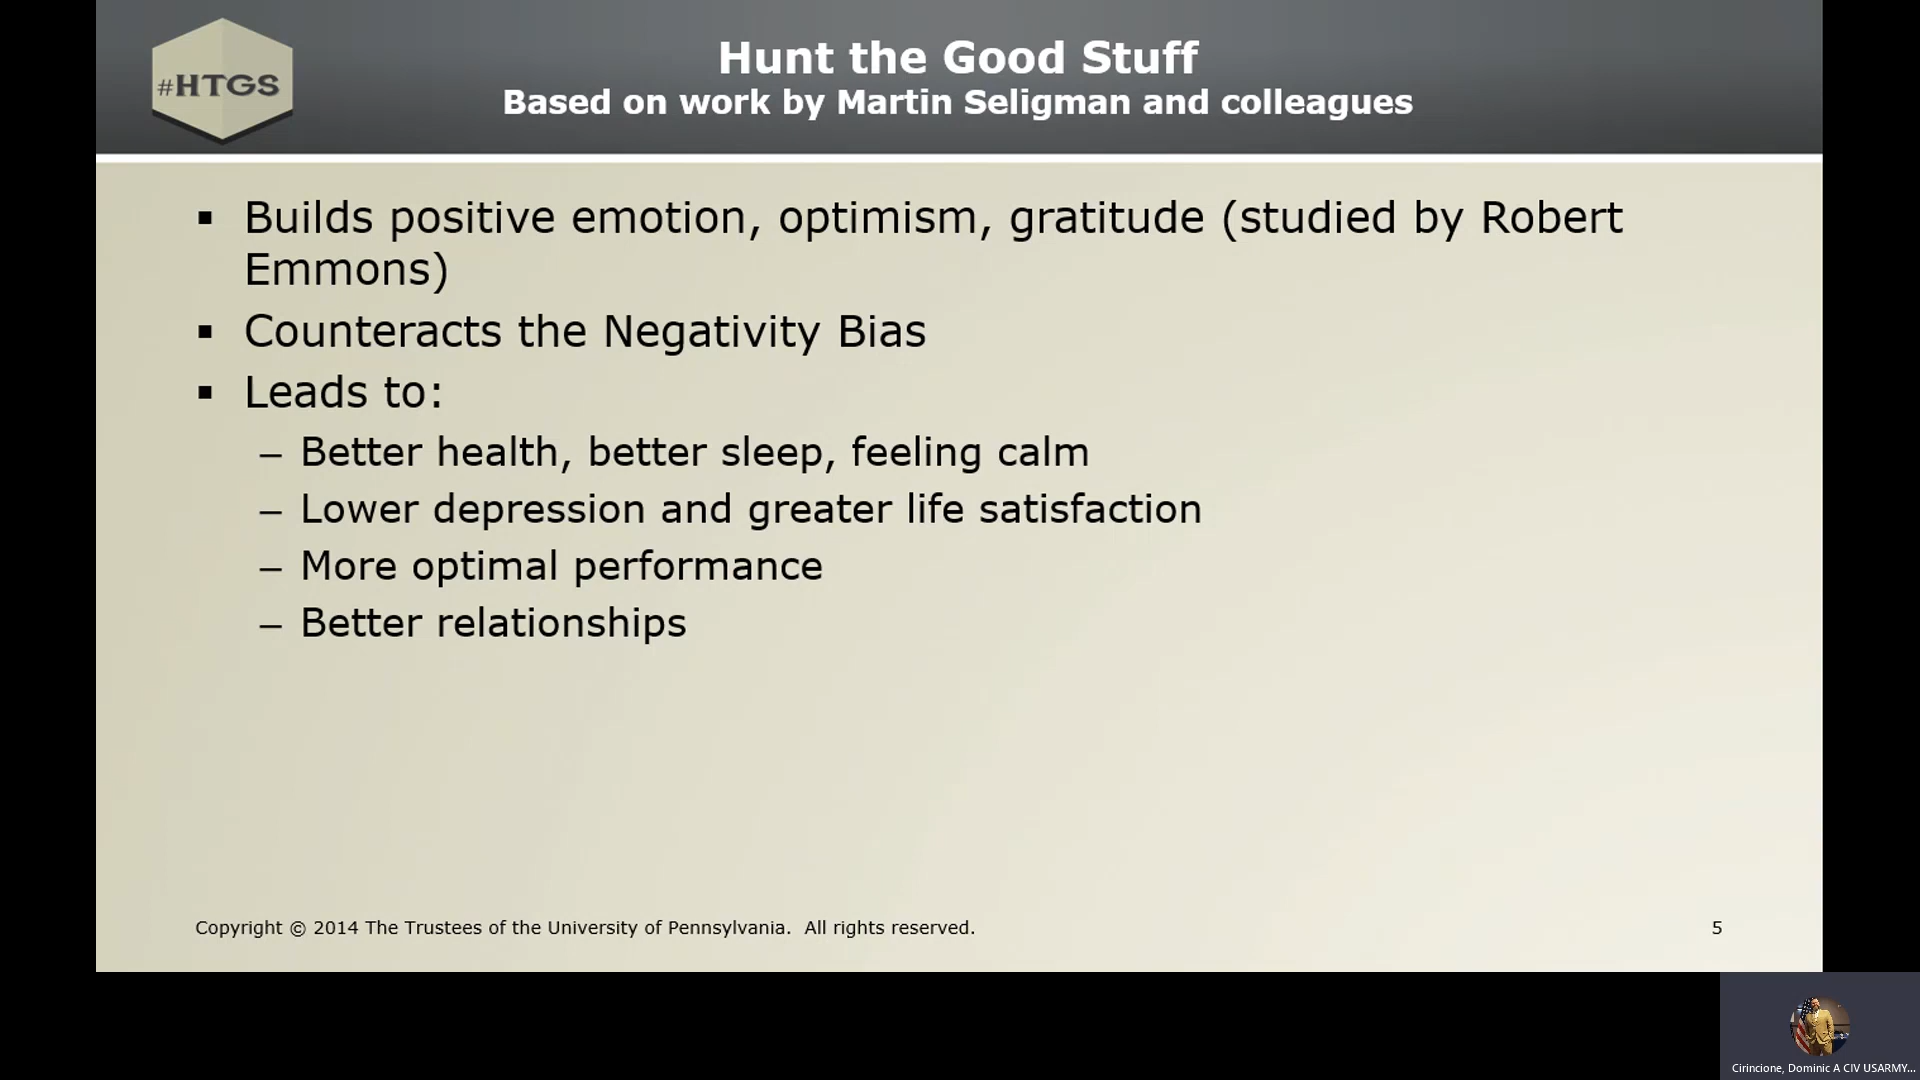 #HTGS
Hunt the Good Stuff
Based on work by Martin Seligman and colleagues
▪ Builds positive emotion, optimism, gratitude (studied by Robert
Emmons)
▪ Counteracts the Negativity Bias
▪ Leads to:
– Better health, better sleep, feeling calm
– Lower depression and greater life satisfaction
– More optimal performance
– Better relationships
Copyright © 2014 The Trustees of the University of Pennsylvania. All rights reserved.
5
Cirincione, Dominic A CIV USARMY...